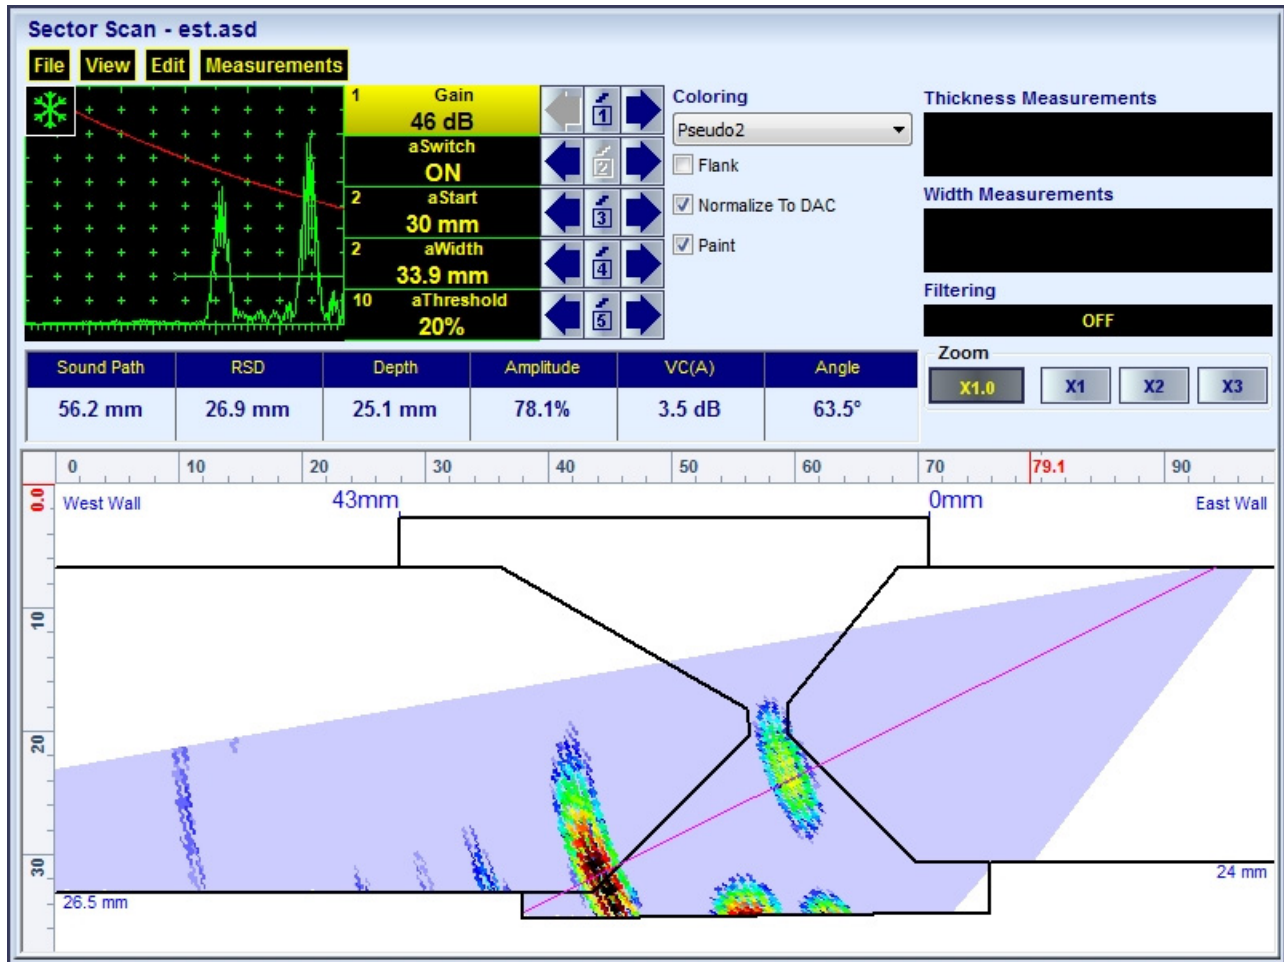 Sector Scan - est.asd
File View Edit Measurements
1 Gain
46 dB
1
aSwitch
ON
2
2 aStart
30 mm
3
2 aWidth
33.9 mm
4
10 aThreshold
20%
5
Coloring
Pseudo2
Flank
Normalize To DAC
Paint
Thickness Measurements
Width Measurements
Filtering
OFF
Zoom
X1.0 X1 X2 X3
Sound Path RSD Depth Amplitude VC(A) Angle
56.2 mm 26.9 mm 25.1 mm 78.1% 3.5 dB 63.5°
0 10 20 30 40 50 60 70 79.1 90
0.0
West Wall 43mm 0mm East Wall
10
20
30
24 mm
26.5 mm